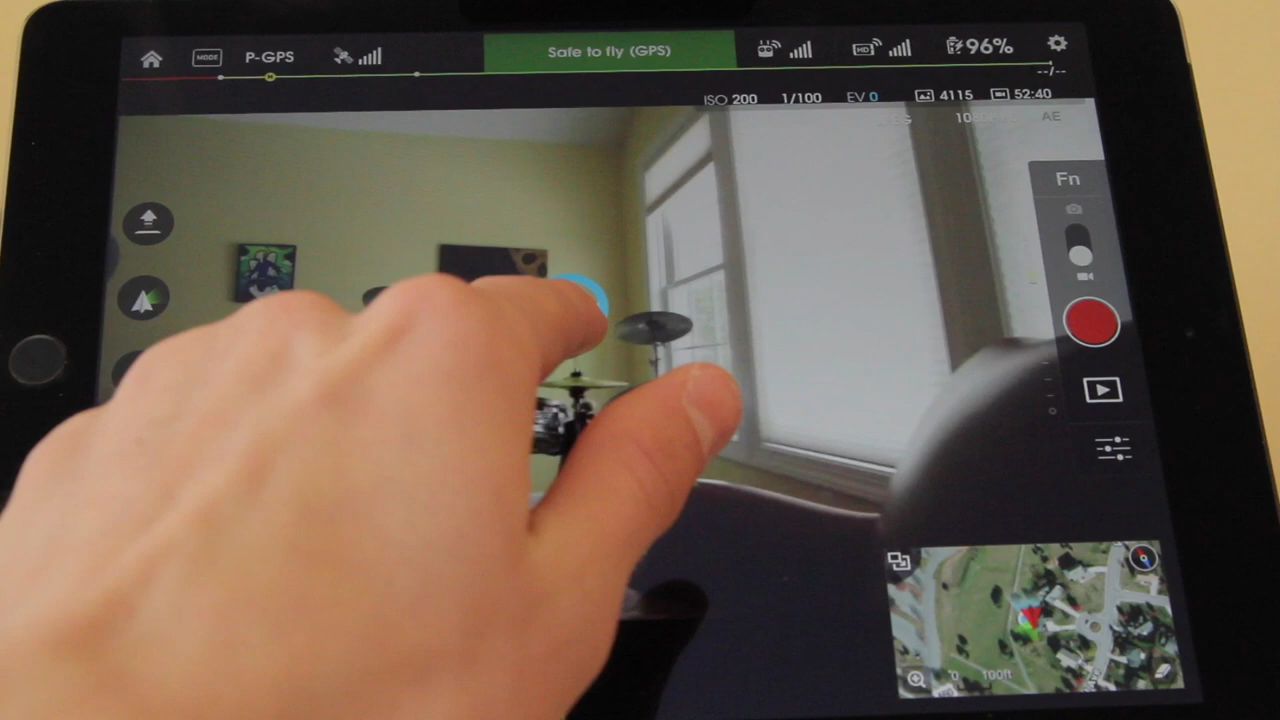 MODE P-GPS Safe to fly (GPS) HD 96%
H --/--
ISO 200 1/100 EV 0 4115 52:40
AE
Fn
0 100ft